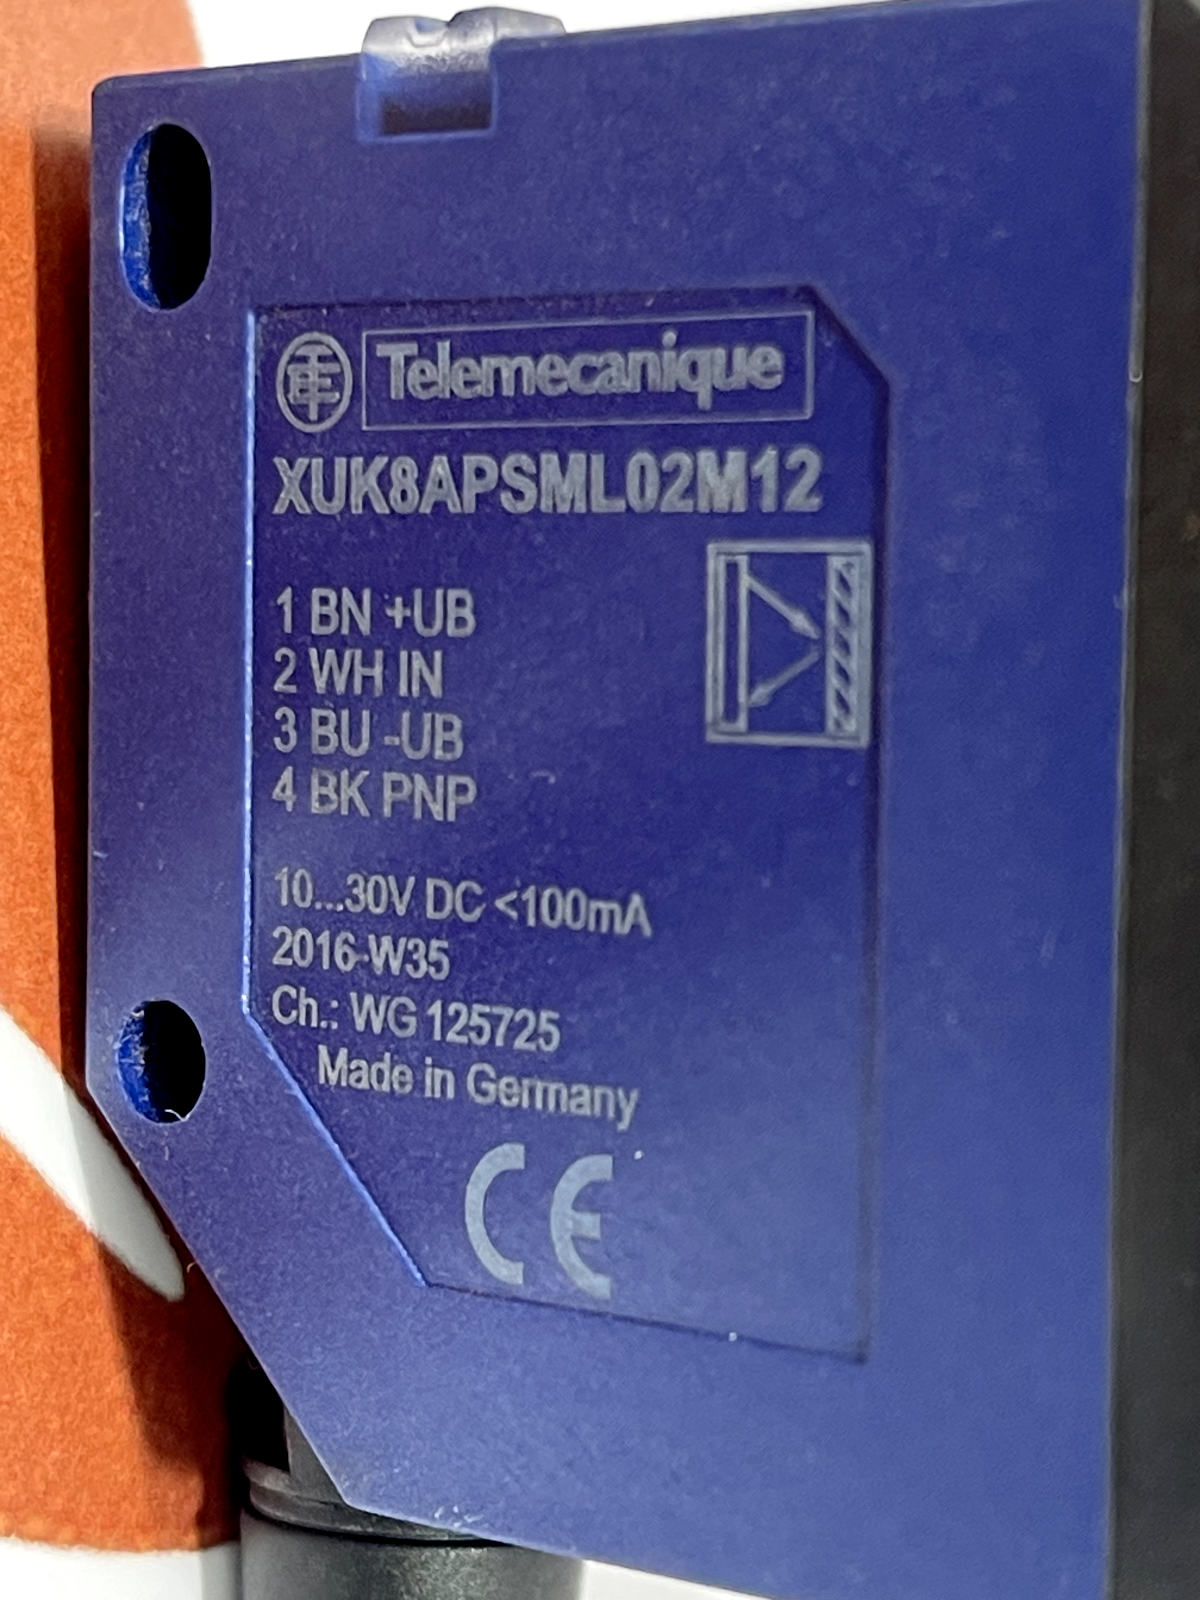 TE Telemecanique
XUK8APSML02M12
1 BN +UB
2 WH IN
3 BU -UB
4 BK PNP
10...30V DC <100mA
2016-W35
Ch.: WG 125725
Made in Germany
CE